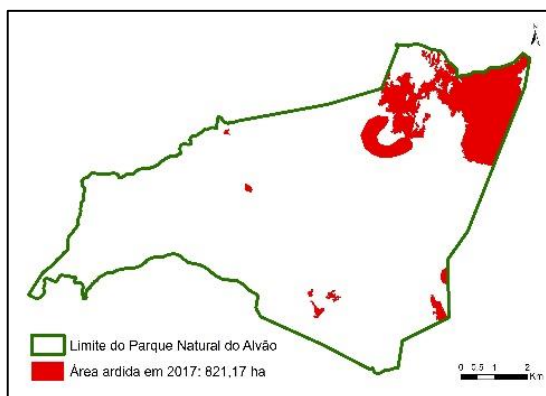 N
Limite do Parque Natural do Alvão
Área ardida em 2017: 821,17 ha
0 0.5 1 2
Km